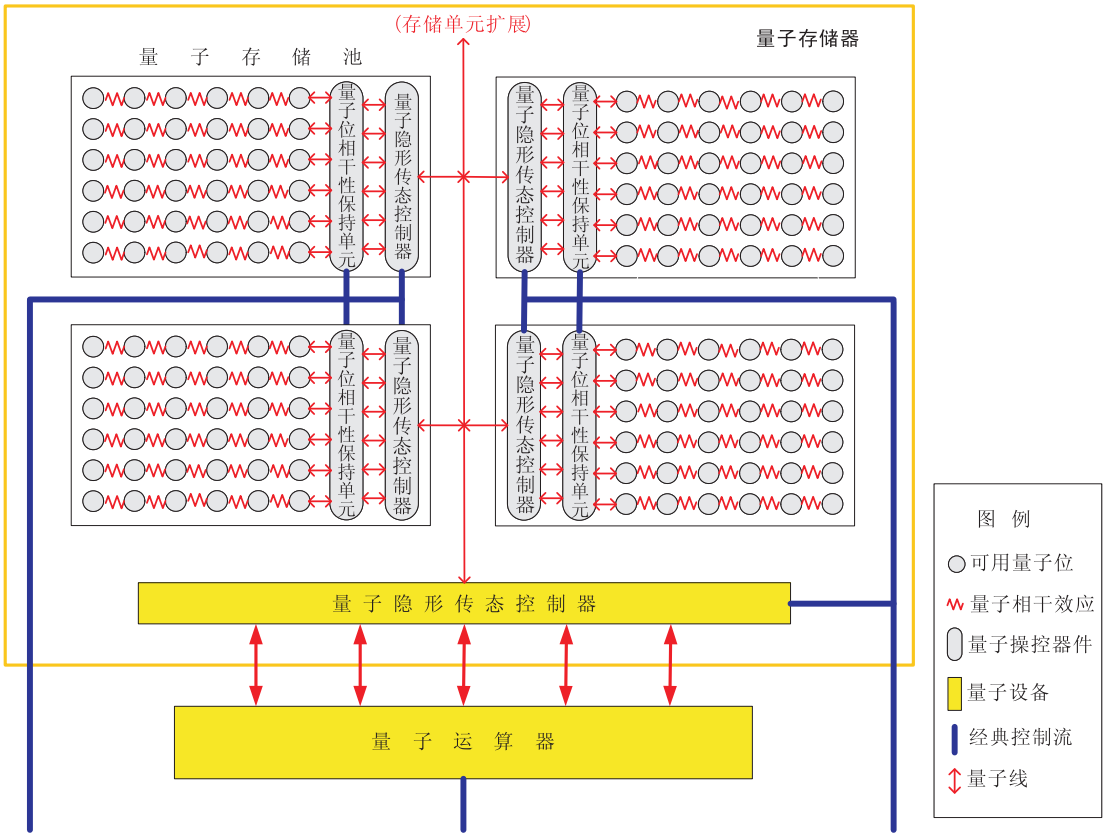 (存储单元扩展)
量子存储器
量 子 存 储 池
量子位相干性保持单元
量子隐形传态控制器
量子隐形传态控制器
量子位相干性保持单元
量子位相干性保持单元
量子隐形传态控制器
量子隐形传态控制器
量子位相干性保持单元
量子隐形传态控制器
量 子 运 算 器
图 例
可用量子位
量子相干效应
量子操控器件
量子设备
经典控制流
量子线